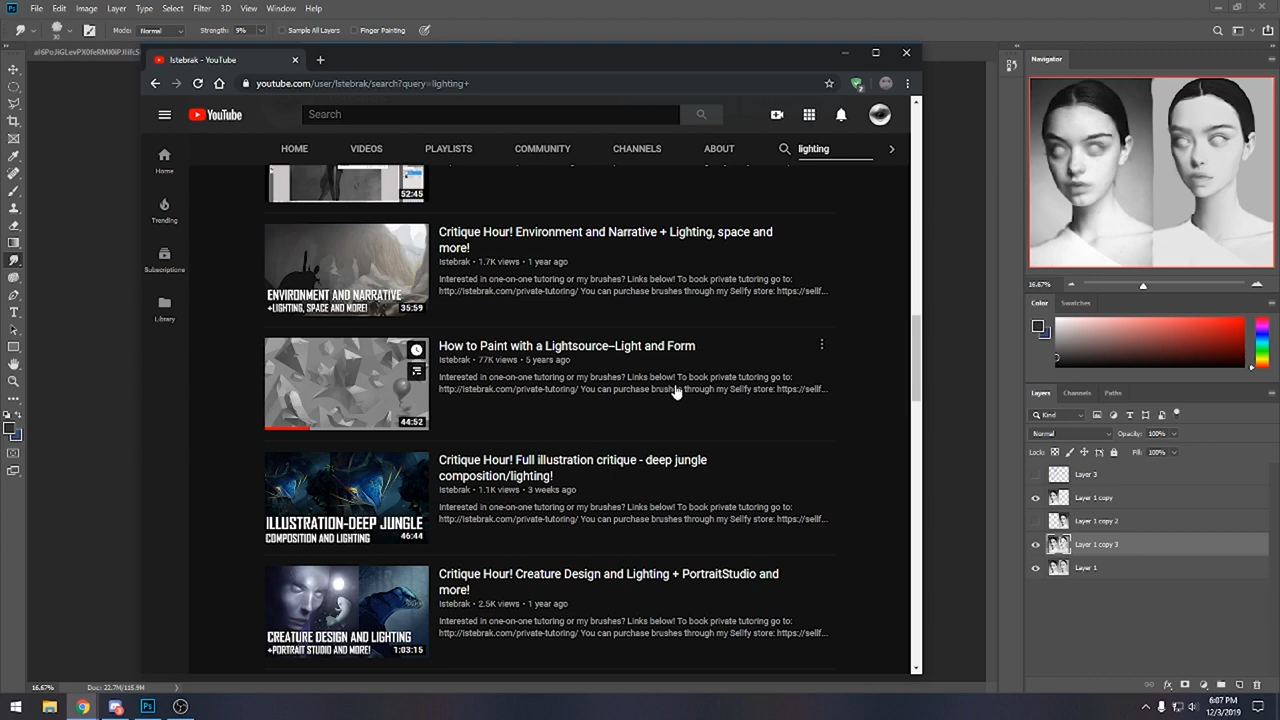 File Edit Image Layer Type Select Filter 3D View Window Help
30 Mode: Normal Strength: 9% Sample All Layers Finger Painting
Istebrak - YouTube
Navigator
youtube.com/user/Istebrak/search?query=lighting+
YouTube
Search
HOME VIDEOS PLAYLISTS COMMUNITY CHANNELS ABOUT lighting
Home
Trending
Subscriptions
Library
52:45
Critique Hour! Environment and Narrative + Lighting, space and
more!
Istebrak • 1.7K views • 1 year ago
Interested in one-on-one tutoring or my brushes? Links below! To book private tutoring go to:
http://istebrak.com/private-tutoring/ You can purchase brushes through my Sellfy store: https://sellf...
ENVIRONMENT AND NARRATIVE
+LIGHTING, SPACE AND MORE!
35:59
How to Paint with a Lightsource–Light and Form
Istebrak • 77K views • 5 years ago
Interested in one-on-one tutoring or my brushes? Links below! To book private tutoring go to:
http://istebrak.com/private-tutoring/ You can purchase brushes through my Sellfy store: https://sellf...
44:52
Critique Hour! Full illustration critique - deep jungle
composition/lighting!
Istebrak • 1.1K views • 3 weeks ago
Interested in one-on-one tutoring or my brushes? Links below! To book private tutoring go to:
http://istebrak.com/private-tutoring/ You can purchase brushes through my Sellfy store: https://sellf...
ILLUSTRATION-DEEP JUNGLE
COMPOSITION AND LIGHTING
46:44
Critique Hour! Creature Design and Lighting + PortraitStudio and
more!
Istebrak • 2.5K views • 1 year ago
Interested in one-on-one tutoring or my brushes? Links below! To book private tutoring go to:
http://istebrak.com/private-tutoring/ You can purchase brushes through my Sellfy store: https://sellf...
CREATURE DESIGN AND LIGHTING
+PORTRAIT STUDIO AND MORE!
1:03:15
16.67%
Color Swatches
Layers Channels Paths
Kind
Normal Opacity: 100%
Lock: Fill: 100%
Layer 3
Layer 1 copy
Layer 1 copy 2
Layer 1 copy 3
Layer 1
16.67% Doc: 22.7M/115.9M
6:07 PM
12/3/2019